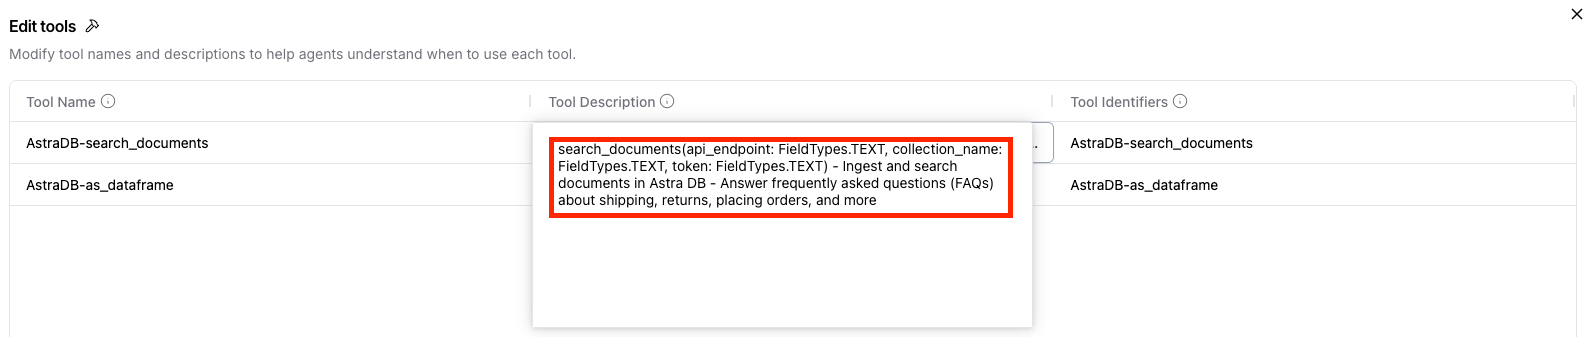 Edit tools
Modify tool names and descriptions to help agents understand when to use each tool.
Tool Name
Tool Description
Tool Identifiers
AstraDB-search_documents
search_documents(api_endpoint: FieldTypes.TEXT, collection_name:
FieldTypes.TEXT, token: FieldTypes.TEXT) - Ingest and search
documents in Astra DB - Answer frequently asked questions (FAQs)
about shipping, returns, placing orders, and more
AstraDB-search_documents
AstraDB-as_dataframe
AstraDB-as_dataframe